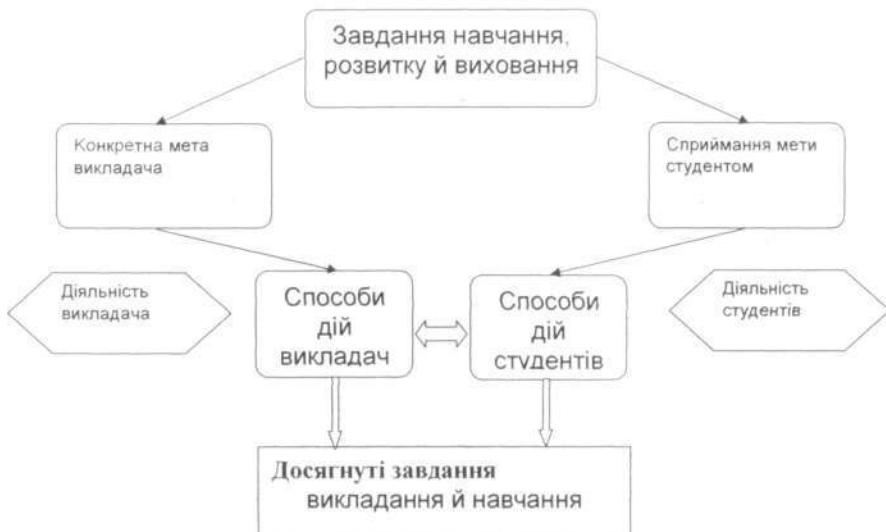 Завдання навчання,
розвитку й виховання
Конкретна мета
викладача
Сприймання мети
студентом
Діяльність
викладача
Способи
дій
викладач
Способи
дій
студентів
Діяльність
студентів
Досягнуті завдання
викладання й навчання